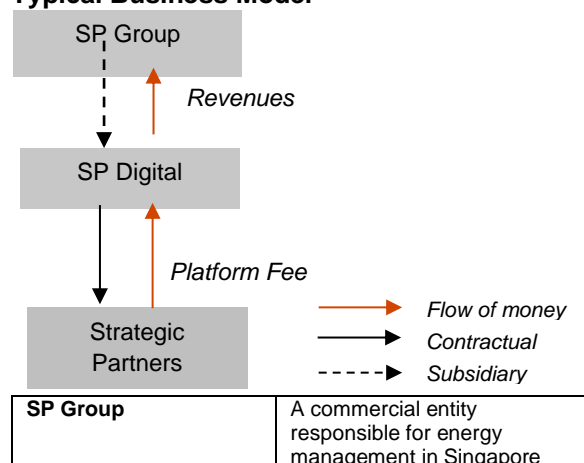 Typical Business Model
SP Group
Revenues
SP Digital
Platform Fee
Strategic
Partners
Flow of money
Contractual
Subsidiary
SP Group
A commercial entity
responsible for energy
management in Singapore